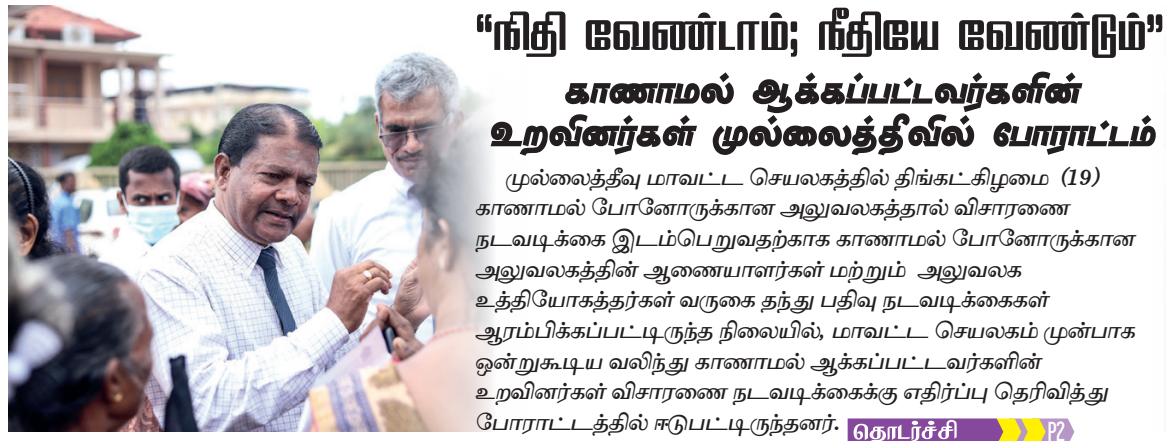 “நிதி வேண்டாம்; நீதியே வேண்டும்”
காணாமல் ஆக்கப்பட்டவர்களின்
உறவினர்கள் முல்லைத்தீவில் போராட்டம்
முல்லைத்தீவு மாவட்ட செயலகத்தில் திங்கட்கிழமை (19)
காணாமல் போனோருக்கான அலுவலகத்தால் விசாரணை
நடவடிக்கை இடம்பெறுவதற்காக காணாமல் போனோருக்கான
அலுவலகத்தின் ஆணையாளர்கள் மற்றும் அலுவலக
உத்தியோகத்தர்கள் வருகை தந்து பதிவு நடவடிக்கைகள்
ஆரம்பிக்கப்பட்டிருந்த நிலையில், மாவட்ட செயலகம் முன்பாக
ஒன்றுகூடிய வலிந்து காணாமல் ஆக்கப்பட்டவர்களின்
உறவினர்கள் விசாரணை நடவடிக்கைக்கு எதிர்ப்பு தெரிவித்து
போராட்டத்தில் ஈடுபட்டிருந்தனர். தொடர்ச்சி P2